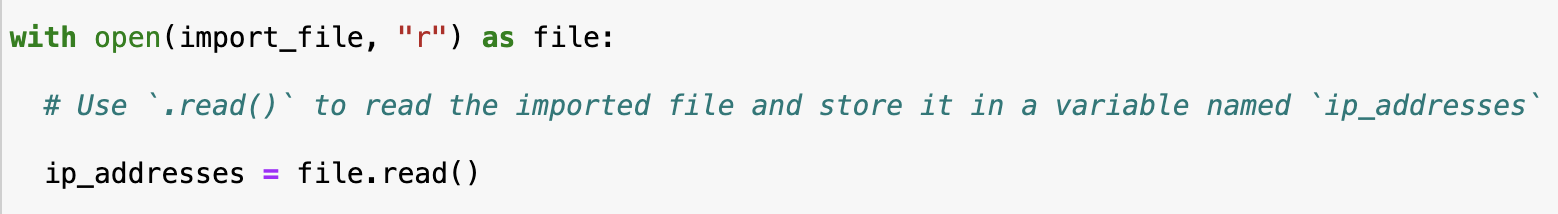 with open(import_file, "r") as file:
# Use `.read()` to read the imported file and store it in a variable named `ip_addresses`
ip_addresses = file.read()